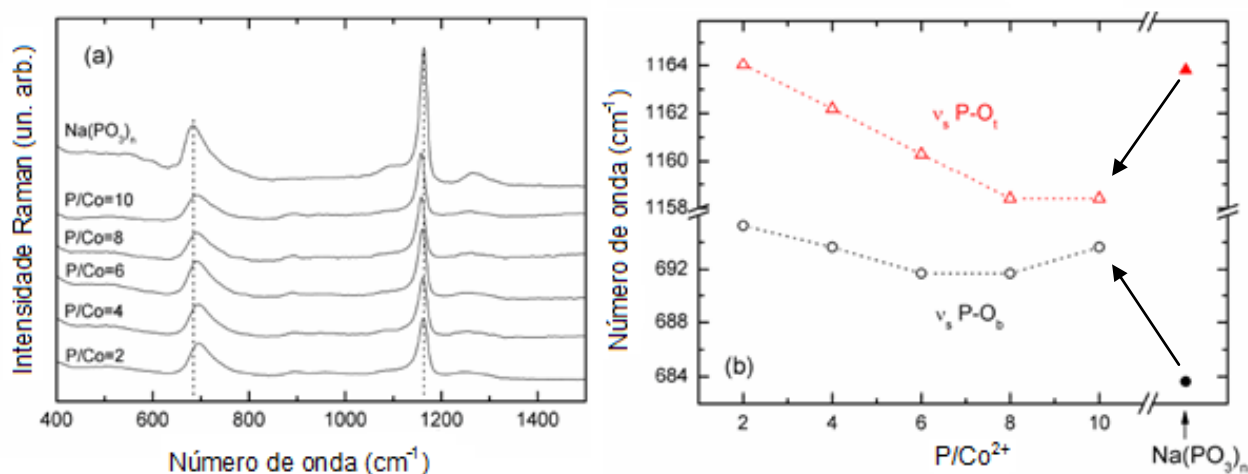 (a)
Intensidade Raman (un. arb.)
Na(PO₃)ₙ
P/Co=10
P/Co=8
P/Co=6
P/Co=4
P/Co=2
400 600 800 1000 1200 1400
Número de onda (cm⁻¹)
Número de onda (cm⁻¹)
1164
1162
1160
1158
692
688
684
νₛ P-Oₜ
νₛ P-O_b
(b)
2 4 6 8 10
P/Co²⁺
Na(PO₃)ₙ